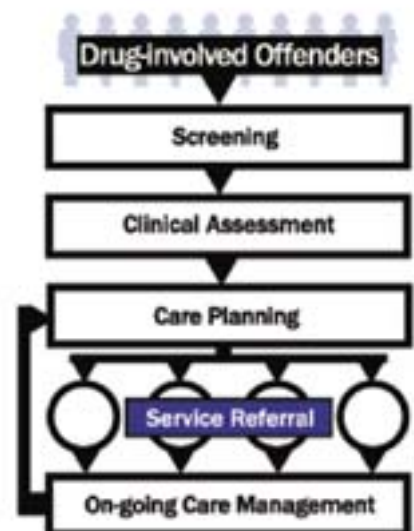 Drug-involved Offenders
Screening
Clinical Assessment
Care Planning
Service Referral
On-going Care Management